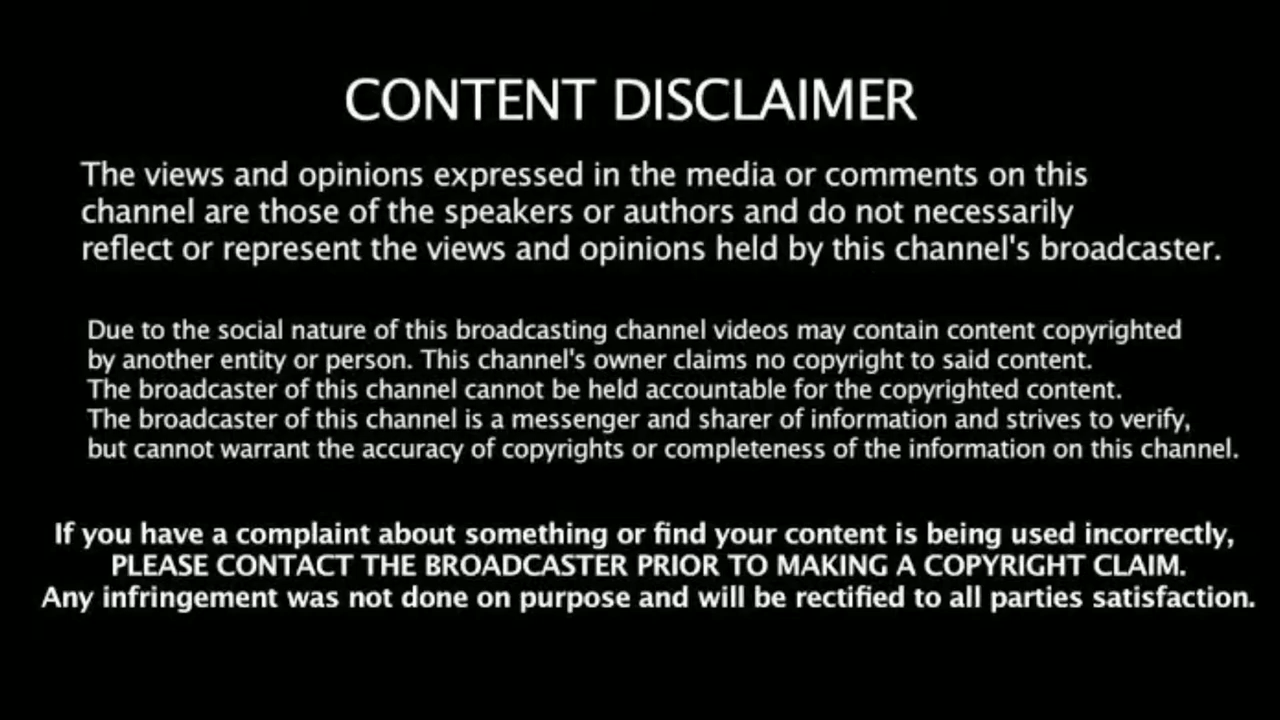 CONTENT DISCLAIMER
The views and opinions expressed in the media or comments on this
channel are those of the speakers or authors and do not necessarily
reflect or represent the views and opinions held by this channel's broadcaster.
Due to the social nature of this broadcasting channel videos may contain content copyrighted
by another entity or person. This channel's owner claims no copyright to said content.
The broadcaster of this channel cannot be held accountable for the copyrighted content.
The broadcaster of this channel is a messenger and sharer of information and strives to verify,
but cannot warrant the accuracy of copyrights or completeness of the information on this channel.
If you have a complaint about something or find your content is being used incorrectly,
PLEASE CONTACT THE BROADCASTER PRIOR TO MAKING A COPYRIGHT CLAIM.
Any infringement was not done on purpose and will be rectified to all parties satisfaction.